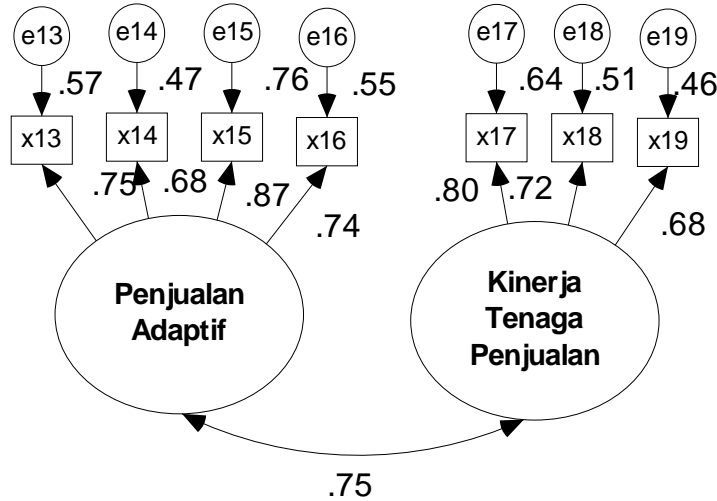 e13 e14 e15 e16 e17 e18 e19
.57 .47 .76 .55 .64 .51 .46
x13 x14 x15 x16 x17 x18 x19
.75 .68 .87 .74 .80 .72 .68
Penjualan
Adaptif
Kinerja
Tenaga
Penjualan
.75